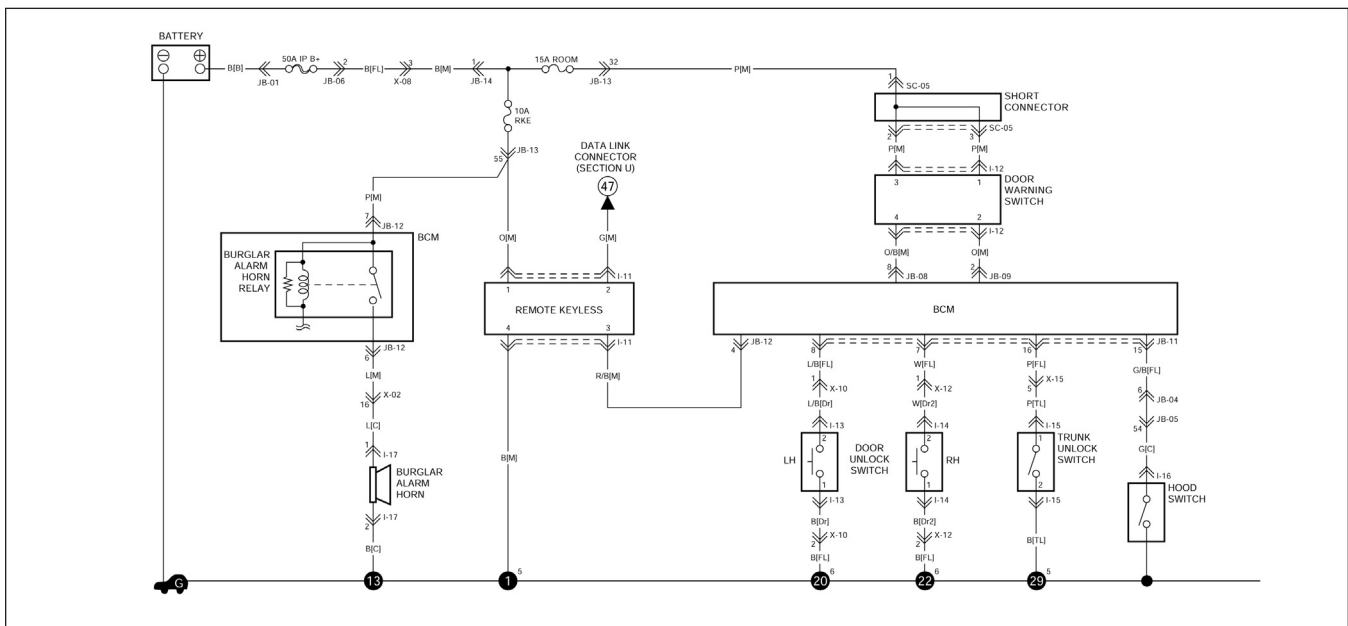 BATTERY
B[B]
JB-01
50A IP B+
2
JB-06
B[FL]
3
X-08
B[M]
1
JB-14
15A ROOM
32
JB-13
P[M]
1
SC-05
SHORT
CONNECTOR
SC-05
2
3
P[M]
P[M]
I-12
3
1
DOOR
WARNING
SWITCH
4
2
I-12
O/B[M]
O[M]
8
JB-08
2
JB-09
10A
RKE
JB-13
55
DATA LINK
CONNECTOR
(SECTION U)
47
P[M]
7
JB-12
BCM
BURGLAR
ALARM
HORN
RELAY
O[M]
G[M]
I-11
1
2
REMOTE KEYLESS
4
3
I-11
R/B[M]
B[M]
BCM
JB-12
4
8
7
16
15
JB-11
JB-12
6
L[M]
X-02
16
L[C]
1
I-17
BURGLAR
ALARM
HORN
I-17
2
B[C]
L/B[FL]
1
X-10
L/B[Dr]
I-13
2
LH
1
I-13
B[Dr]
X-10
2
B[FL]
DOOR
UNLOCK
SWITCH
W[FL]
1
X-12
W[Dr2]
I-14
2
RH
1
I-14
B[Dr2]
X-12
2
B[FL]
P[FL]
X-15
5
P[TL]
I-15
1
TRUNK
UNLOCK
SWITCH
2
I-15
B[TL]
G/B[FL]
6
JB-04
JB-05
54
G[C]
I-16
HOOD
SWITCH
G
13
1
5
20
6
22
6
29
5